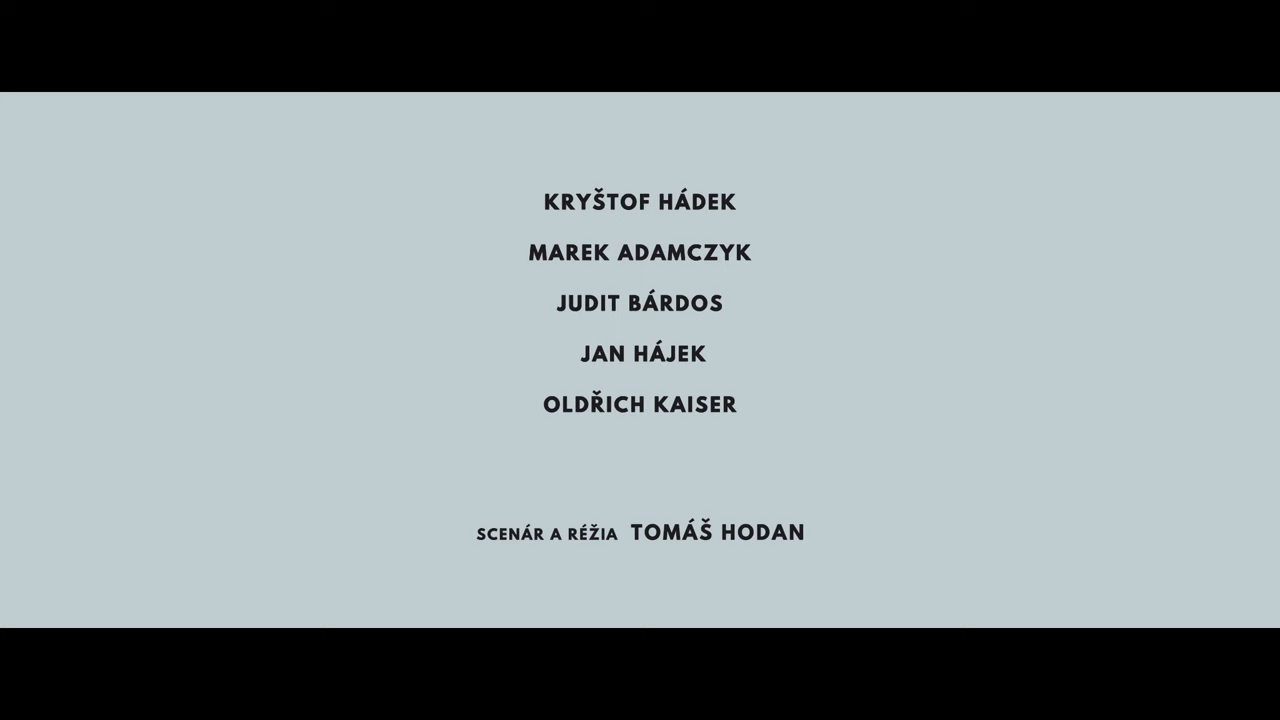 KRYŠTOF HÁDEK
MAREK ADAMCZYK
JUDIT BÁRDOS
JAN HÁJEK
OLDŘICH KAISER
SCENÁR A RÉŽIA TOMÁŠ HODAN